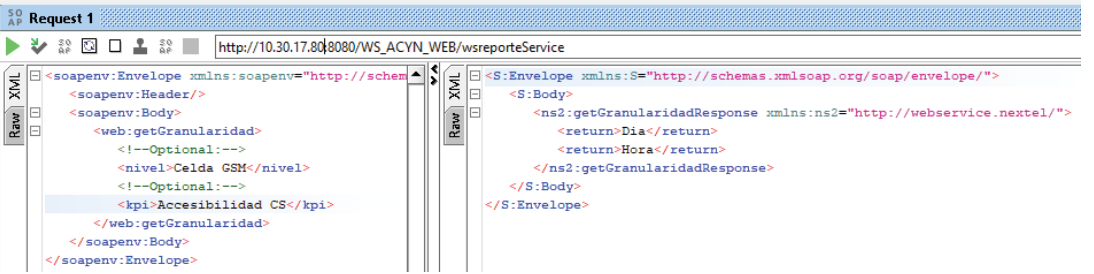 SOAP Request 1
http://10.30.17.80:8080/WS_ACYN_WEB/wsreporteService
XML
Raw
<soapenv:Envelope xmlns:soapenv="http://schem
<soapenv:Header/>
<soapenv:Body>
<web:getGranularidad>
<!--Optional:-->
<nivel>Celda GSM</nivel>
<!--Optional:-->
<kpi>Accesibilidad CS</kpi>
</web:getGranularidad>
</soapenv:Body>
</soapenv:Envelope>
XML
Raw
<S:Envelope xmlns:S="http://schemas.xmlsoap.org/soap/envelope/">
<S:Body>
<ns2:getGranularidadResponse xmlns:ns2="http://webservice.nextel/">
<return>Dia</return>
<return>Hora</return>
</ns2:getGranularidadResponse>
</S:Body>
</S:Envelope>